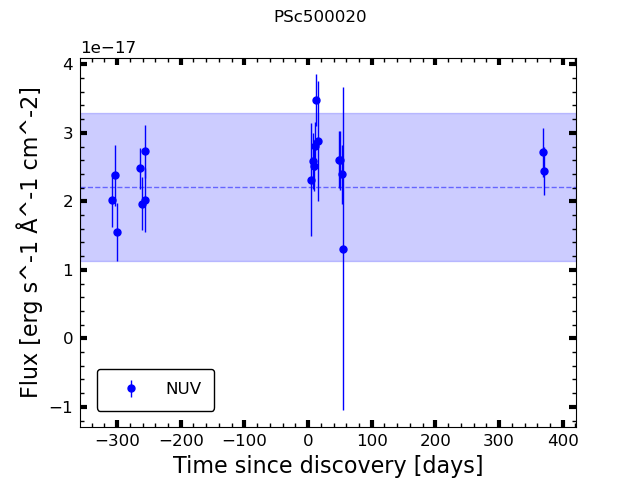 PSc500020
1e−17
4
3
2
1
0
−1
Flux [erg s^-1 Å^-1 cm^-2]
NUV
−300 −200 −100 0 100 200 300 400
Time since discovery [days]